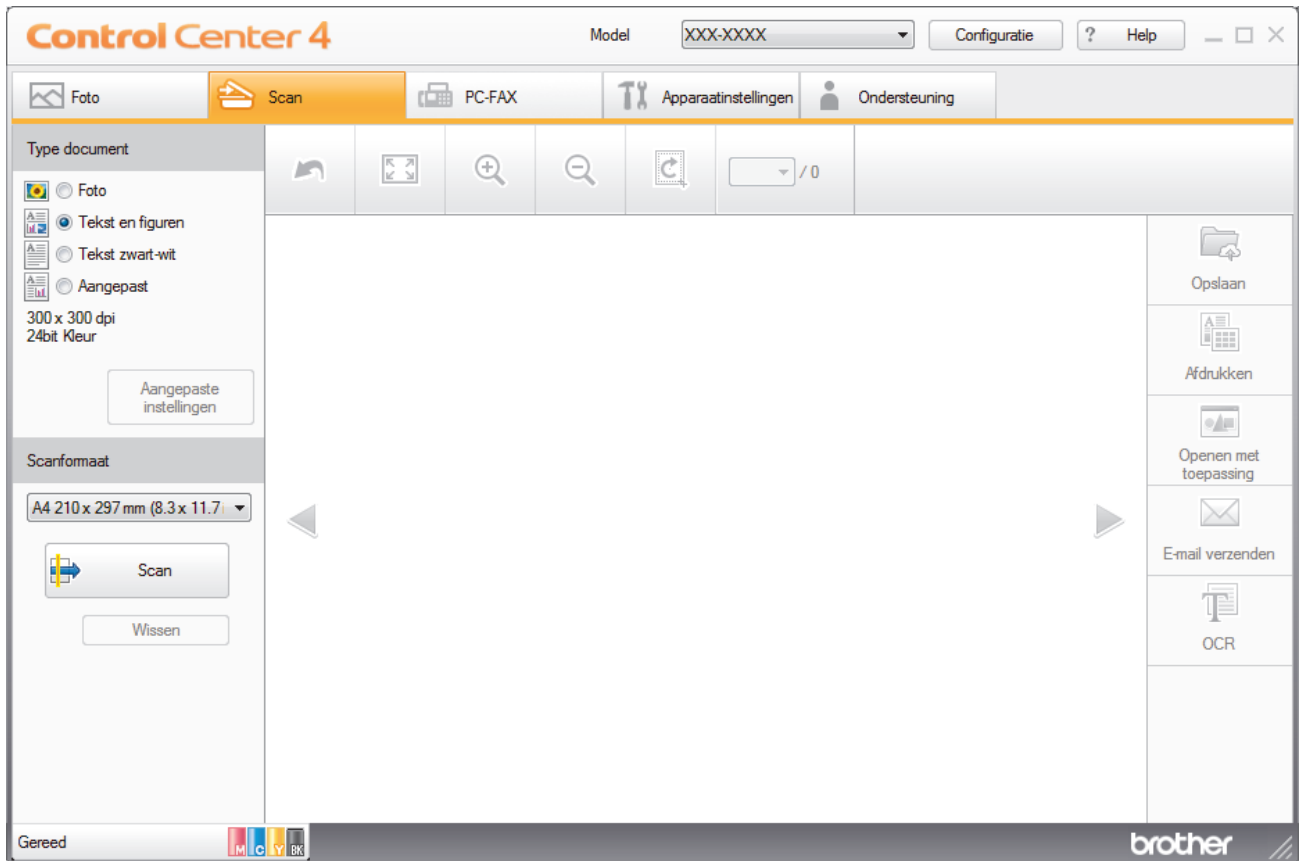 Control Center 4
Model
XXX-XXXX
Configuratie
? Help
Foto
Scan
PC-FAX
Apparaatinstellingen
Ondersteuning
Type document
/ 0
Foto
Tekst en figuren
Tekst zwart-wit
Aangepast
300 x 300 dpi
24bit Kleur
Aangepaste
instellingen
Scanformaat
A4 210 x 297 mm (8.3 x 11.7
Scan
Wissen
Opslaan
Afdrukken
Openen met
toepassing
E-mail verzenden
OCR
Gereed
M C Y BK
brother